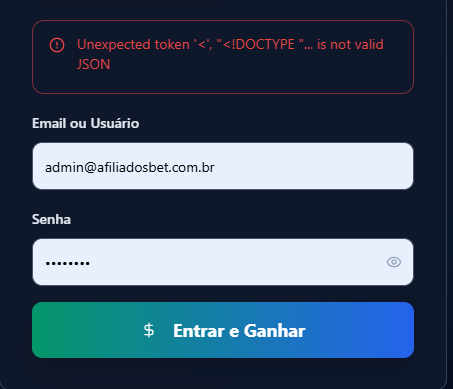 Unexpected token '<', "<!DOCTYPE "... is not valid
JSON
Email ou Usuário
admin@afiliadosbet.com.br
Senha
••••••••
$ Entrar e Ganhar